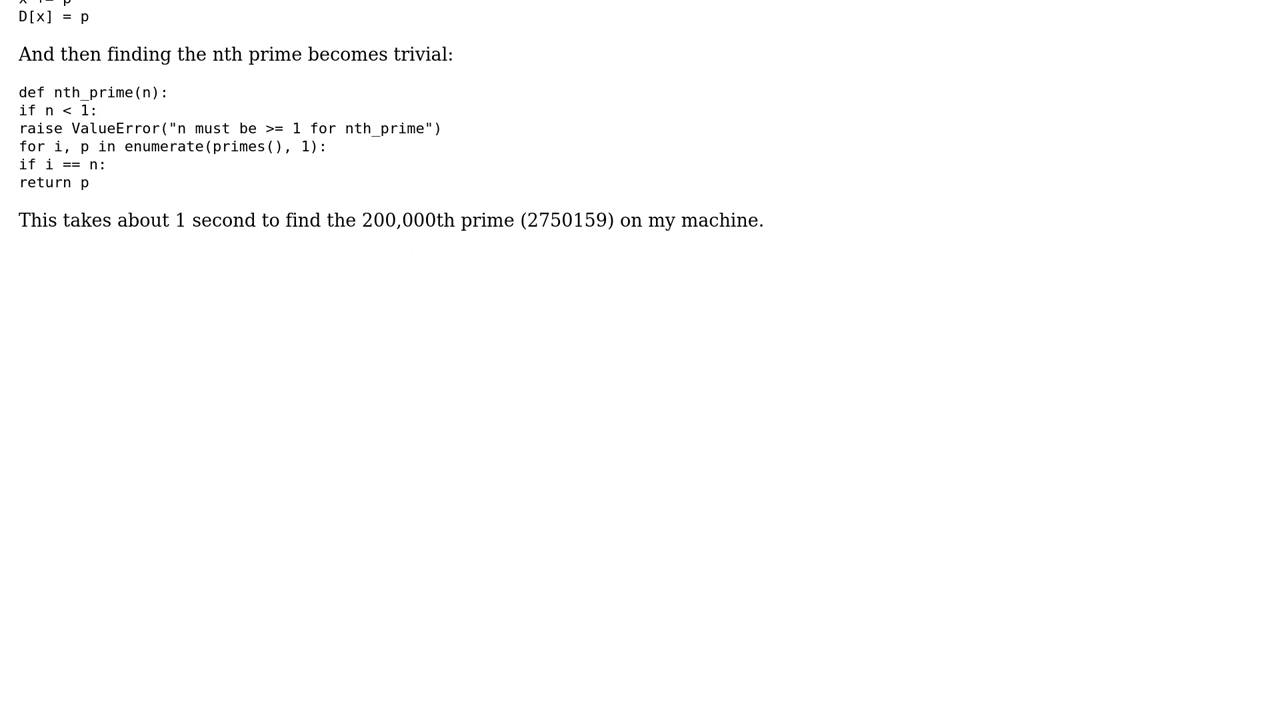 x += p
D[x] = p
And then finding the nth prime becomes trivial:
def nth_prime(n):
if n < 1:
raise ValueError("n must be >= 1 for nth_prime")
for i, p in enumerate(primes(), 1):
if i == n:
return p
This takes about 1 second to find the 200,000th prime (2750159) on my machine.